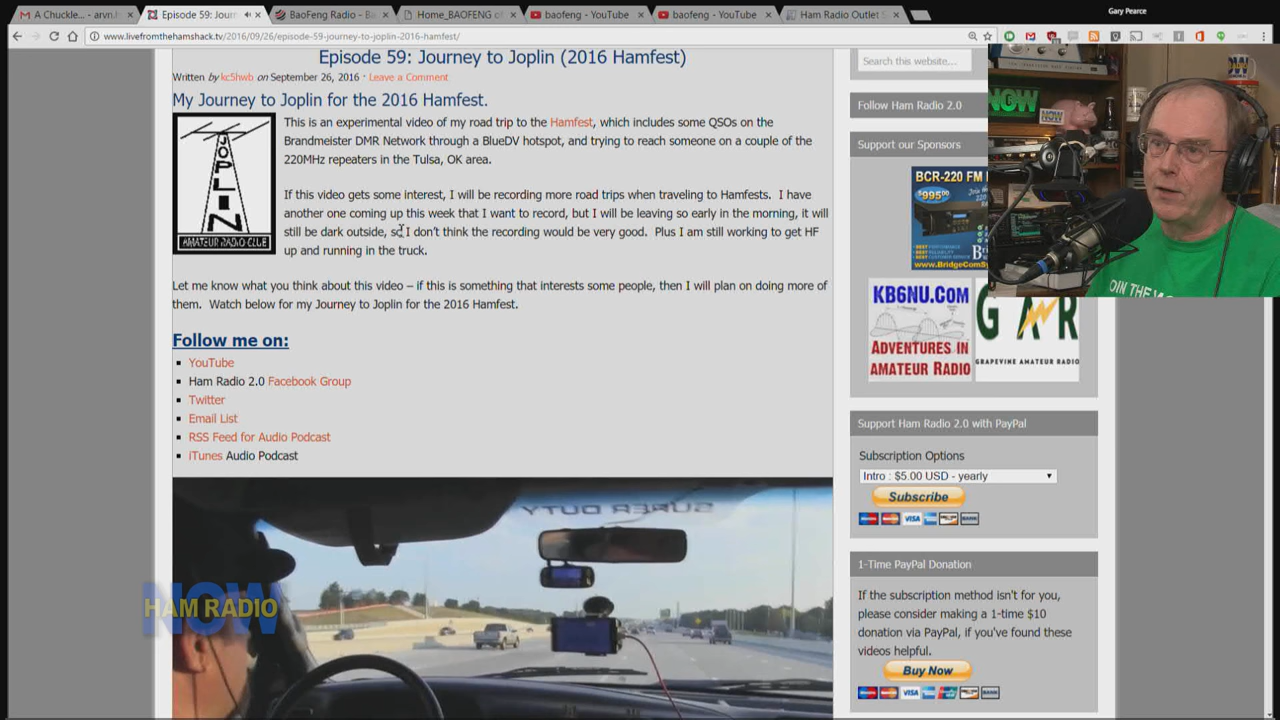 A Chuckle... - arvn.
Episode 59: Jour
BaoFeng Radio - Ba
Home_BAOFENG of
baofeng - YouTube
baofeng - YouTube
Ham Radio Outlet S
Gary Pearce
www.livefromthehamshack.tv/2016/09/26/episode-59-journey-to-joplin-2016-hamfest/
Episode 59: Journey to Joplin (2016 Hamfest)
Written by kc5hwb on September 26, 2016 · Leave a Comment
My Journey to Joplin for the 2016 Hamfest.
JOPLIN
AMATEUR RADIO CLUB
This is an experimental video of my road trip to the Hamfest, which includes some QSOs on the
Brandmeister DMR Network through a BlueDV hotspot, and trying to reach someone on a couple of the
220MHz repeaters in the Tulsa, OK area.
If this video gets some interest, I will be recording more road trips when traveling to Hamfests. I have
another one coming up this week that I want to record, but I will be leaving so early in the morning, it will
still be dark outside, so I don't think the recording would be very good. Plus I am still working to get HF
up and running in the truck.
Let me know what you think about this video – if this is something that interests some people, then I will plan on doing more of
them. Watch below for my Journey to Joplin for the 2016 Hamfest.
Follow me on:
YouTube
Ham Radio 2.0 Facebook Group
Twitter
Email List
RSS Feed for Audio Podcast
iTunes Audio Podcast
SUPER DUTY
NOW
HAM RADIO
Search this website...
Follow Ham Radio 2.0
Support our Sponsors
BCR-220 FM
$995.00
www.BridgeComSy
KB6NU.COM
ADVENTURES IN
AMATEUR RADIO
G A R
GRAPEVINE AMATEUR RADIO
Support Ham Radio 2.0 with PayPal
Subscription Options
Intro : $5.00 USD - yearly
Subscribe
VISA
BANK
1-Time PayPal Donation
If the subscription method isn't for you,
please consider making a 1-time $10
donation via PayPal, if you've found these
videos helpful.
Buy Now
VISA
BANK
NOW
NOW
JOIN THE